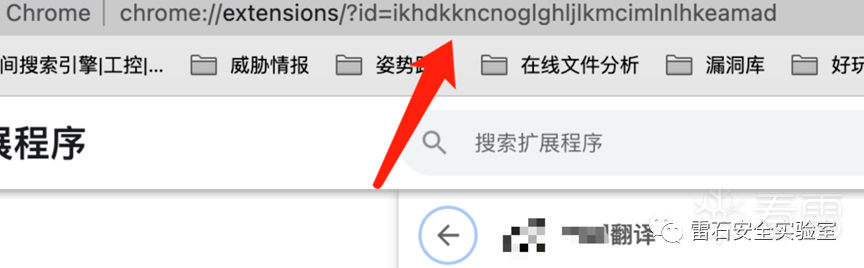 Chrome chrome://extensions/?id=ikhdkkncnoglghljlkmcimlnlhkeamad
间搜索引擎|工控|... 威胁情报 姿势 在线文件分析 漏洞库 好玩
展程序 搜索扩展程序
看雪
翻译 雷石安全实验室